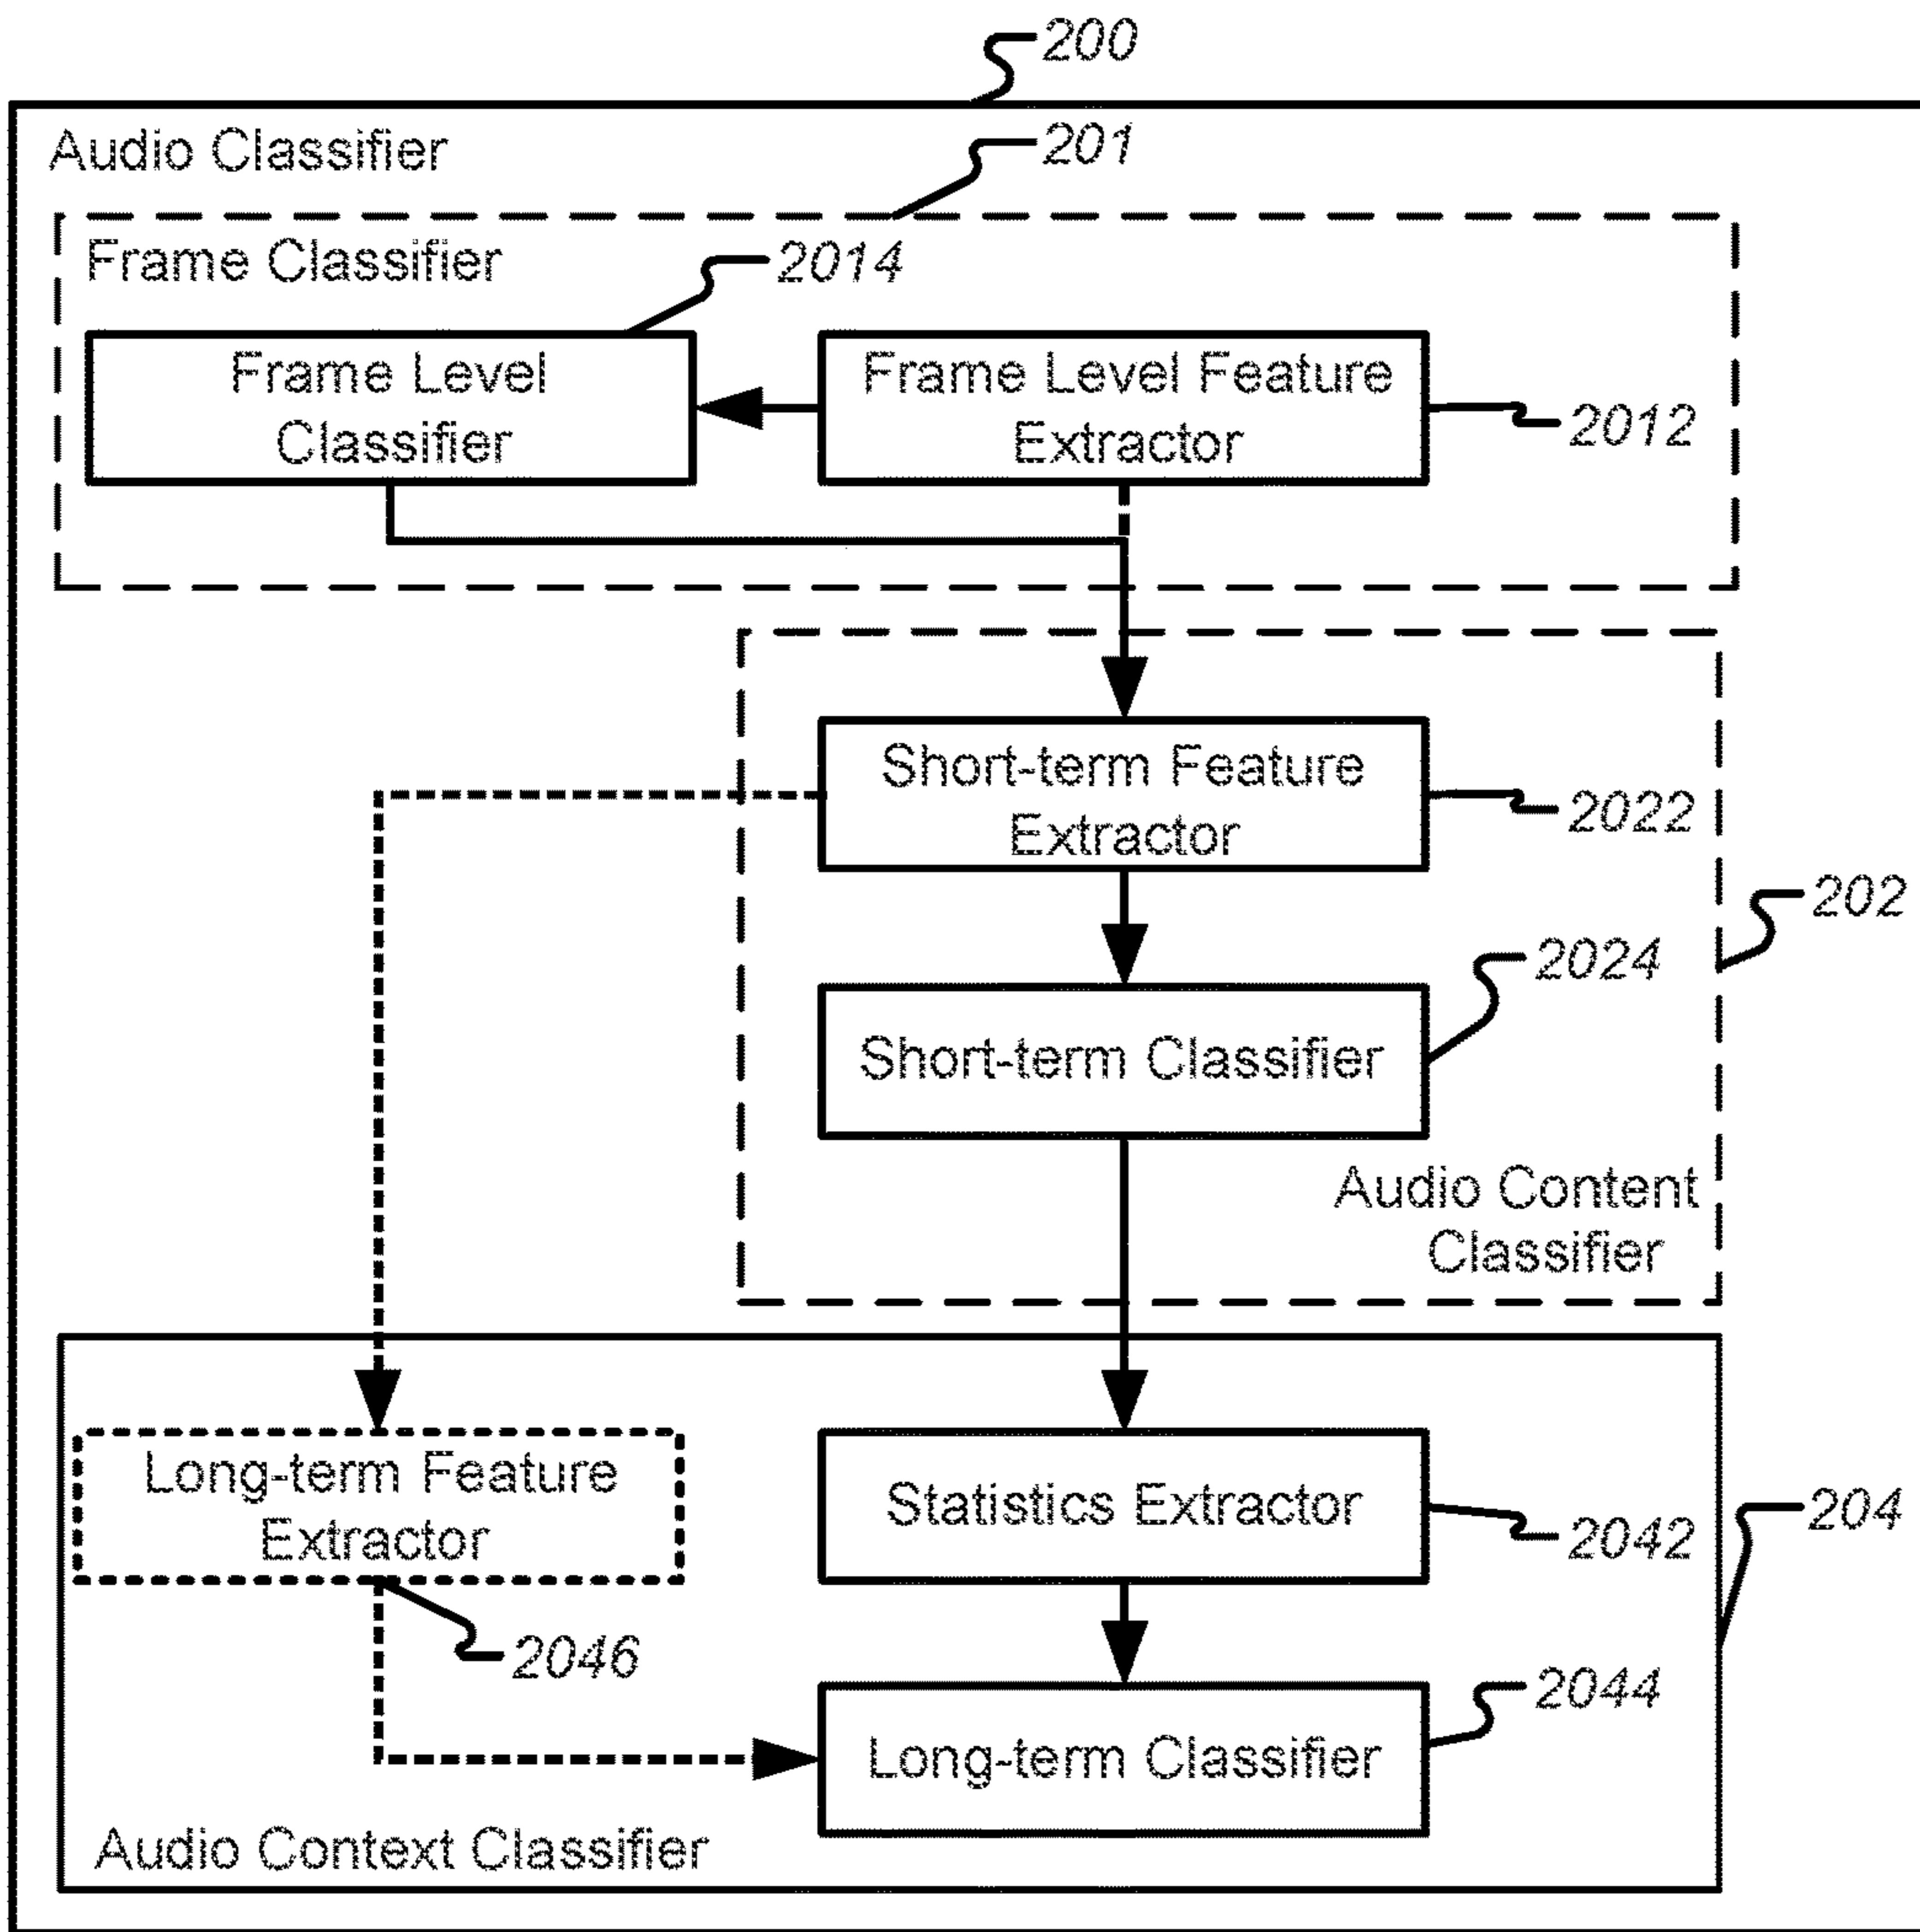 200
Audio Classifier
201
Frame Classifier
2014
Frame Level
Classifier
Frame Level Feature
Extractor
2012
Short-term Feature
Extractor
2022
202
2024
Short-term Classifier
Audio Content
Classifier
Long-term Feature
Extractor
Statistics Extractor
2042
204
2046
2044
Long-term Classifier
Audio Context Classifier